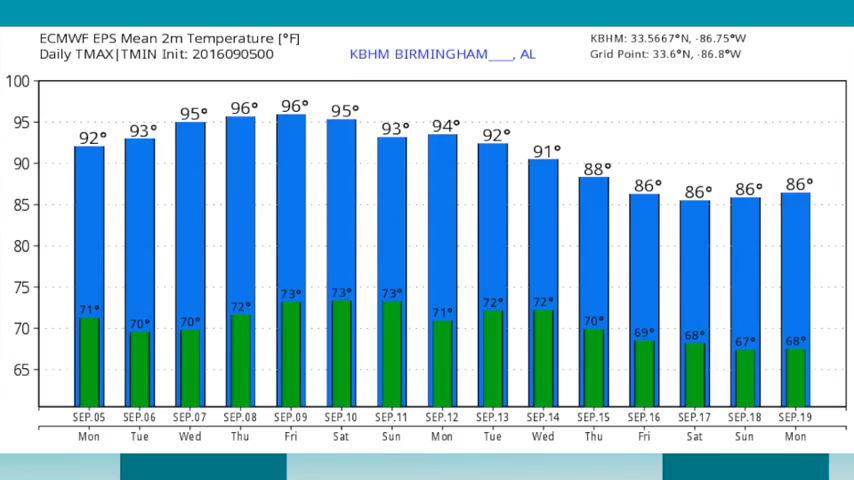 ECMWF EPS Mean 2m Temperature [°F]
Daily TMAX|TMIN Init: 2016090500
KBHM BIRMINGHAM____, AL
KBHM: 33.5667°N, -86.75°W
Grid Point: 33.6°N, -86.8°W
100
95
90
85
80
75
70
65
92° 93° 95° 96° 96° 95° 93° 94° 92° 91° 88° 86° 86° 86° 86°
71° 70° 70° 72° 73° 73° 73° 71° 72° 72° 70° 69° 68° 67° 68°
SEP.05 SEP.06 SEP.07 SEP.08 SEP.09 SEP.10 SEP.11 SEP.12 SEP.13 SEP.14 SEP.15 SEP.16 SEP.17 SEP.18 SEP.19
Mon Tue Wed Thu Fri Sat Sun Mon Tue Wed Thu Fri Sat Sun Mon